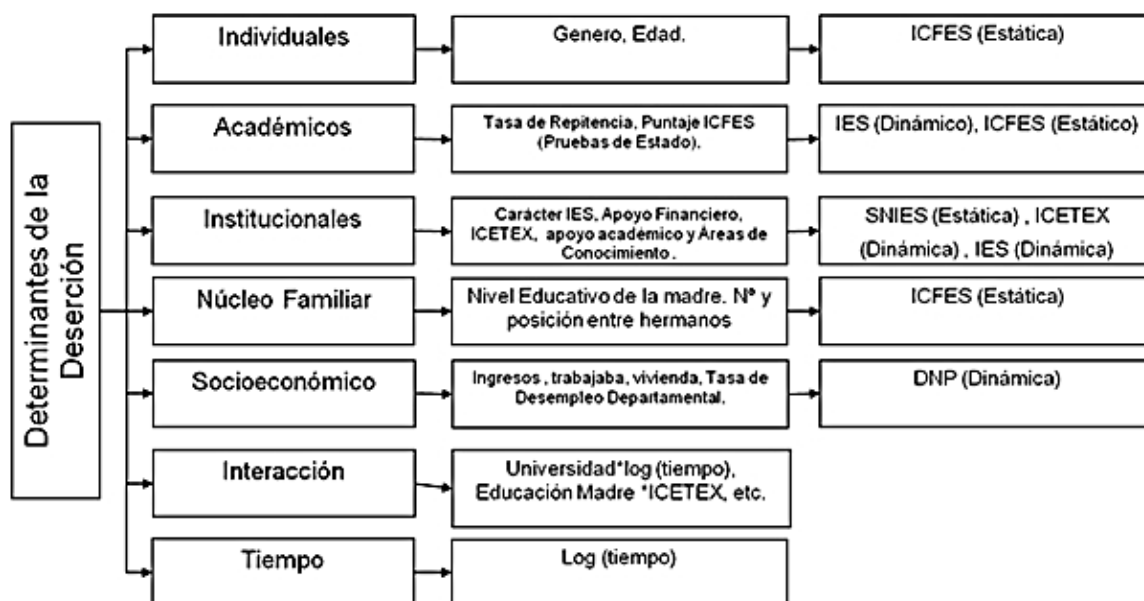 Determinantes de la
Deserción
Individuales
Genero, Edad.
ICFES (Estática)
Académicos
Tasa de Repitencia, Puntaje ICFES
(Pruebas de Estado).
IES (Dinámico), ICFES (Estático)
Institucionales
Carácter IES, Apoyo Financiero,
ICETEX, apoyo académico y Áreas de
Conocimiento .
SNIES (Estática) , ICETEX
(Dinámica) , IES (Dinámica)
Núcleo Familiar
Nivel Educativo de la madre. Nº y
posición entre hermanos
ICFES (Estática)
Socioeconómico
Ingresos , trabajaba, vivienda, Tasa de
Desempleo Departamental.
DNP (Dinámica)
Interacción
Universidad*log (tiempo),
Educación Madre *ICETEX, etc.
Tiempo
Log (tiempo)